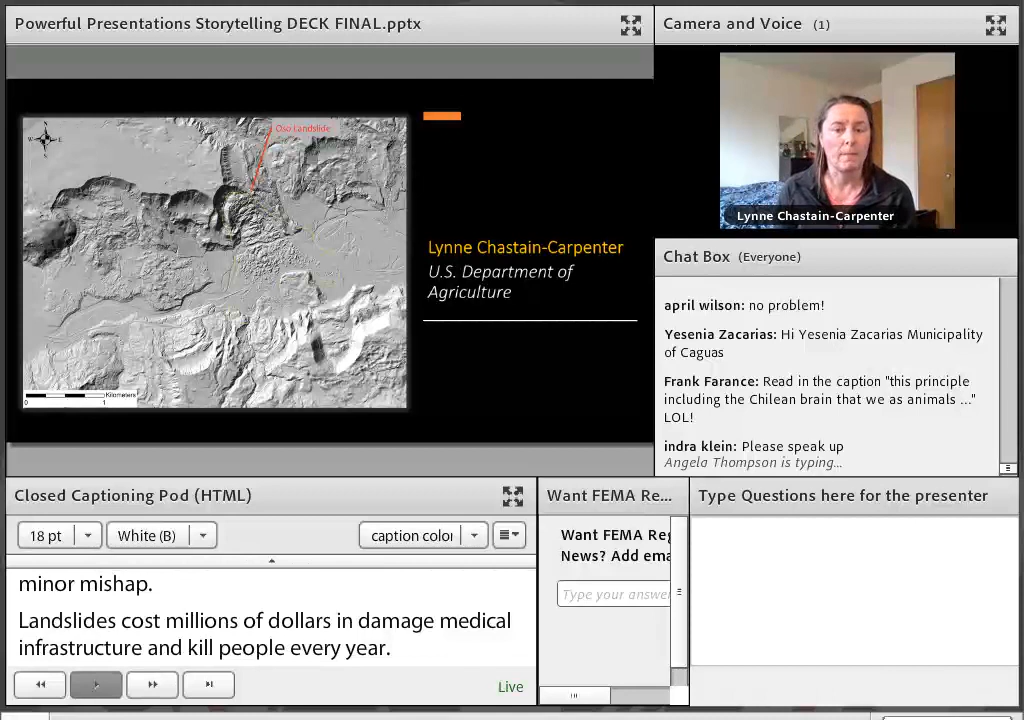 Powerful Presentations Storytelling DECK FINAL.pptx
Oso Landslide
N
W
E
S
Kilometers
0
1
Lynne Chastain-Carpenter
U.S. Department of
Agriculture
Camera and Voice (1)
Lynne Chastain-Carpenter
Chat Box (Everyone)
april wilson: no problem!
Yesenia Zacarias: Hi Yesenia Zacarias Municipality
of Caguas
Frank Farance: Read in the caption "this principle
including the Chilean brain that we as animals ..."
LOL!
indra klein: Please speak up
Angela Thompson is typing...
Closed Captioning Pod (HTML)
18 pt
White (B)
caption color
minor mishap.
Landslides cost millions of dollars in damage medical
infrastructure and kill people every year.
Live
Want FEMA Re...
Want FEMA Reg
News? Add ema
Type your answer
Type Questions here for the presenter